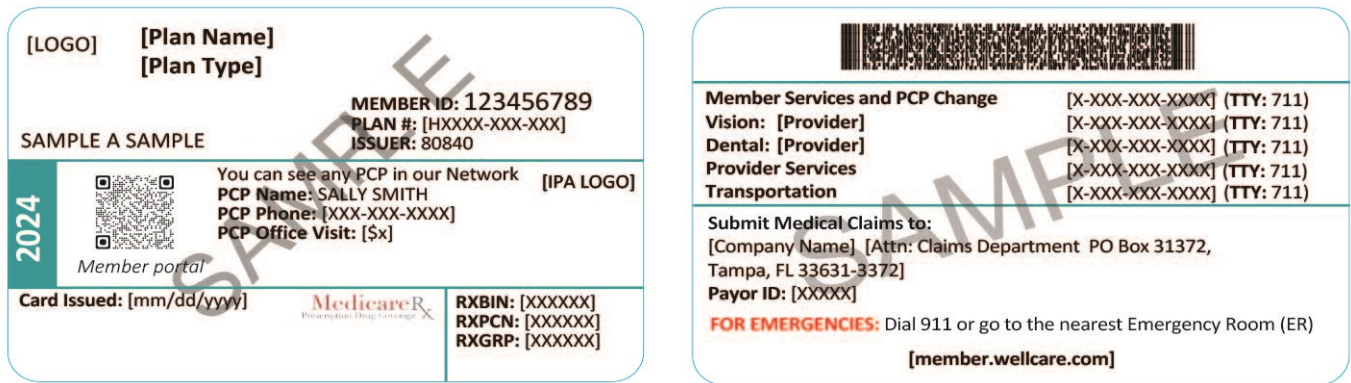 [LOGO]
[Plan Name]
[Plan Type]
MEMBER ID: 123456789
PLAN #: [HXXXX-XXX-XXX]
SAMPLE A SAMPLE
ISSUER: 80840
2024
You can see any PCP in our Network
[IPA LOGO]
PCP Name: SALLY SMITH
PCP Phone: [XXX-XXX-XXXX]
PCP Office Visit: [$x]
Member portal
Card Issued: [mm/dd/yyyy]
MedicareRx
Prescription Drug Coverage
RXBIN: [XXXXXX]
RXPCN: [XXXXXX]
RXGRP: [XXXXXX]
SAMPLE
Member Services and PCP Change [X-XXX-XXX-XXXX] (TTY: 711)
Vision: [Provider] [X-XXX-XXX-XXXX] (TTY: 711)
Dental: [Provider] [X-XXX-XXX-XXXX] (TTY: 711)
Provider Services [X-XXX-XXX-XXXX] (TTY: 711)
Transportation [X-XXX-XXX-XXXX] (TTY: 711)
Submit Medical Claims to:
[Company Name] [Attn: Claims Department PO Box 31372,
Tampa, FL 33631-3372]
Payor ID: [XXXXX]
FOR EMERGENCIES: Dial 911 or go to the nearest Emergency Room (ER)
[member.wellcare.com]
SAMPLE